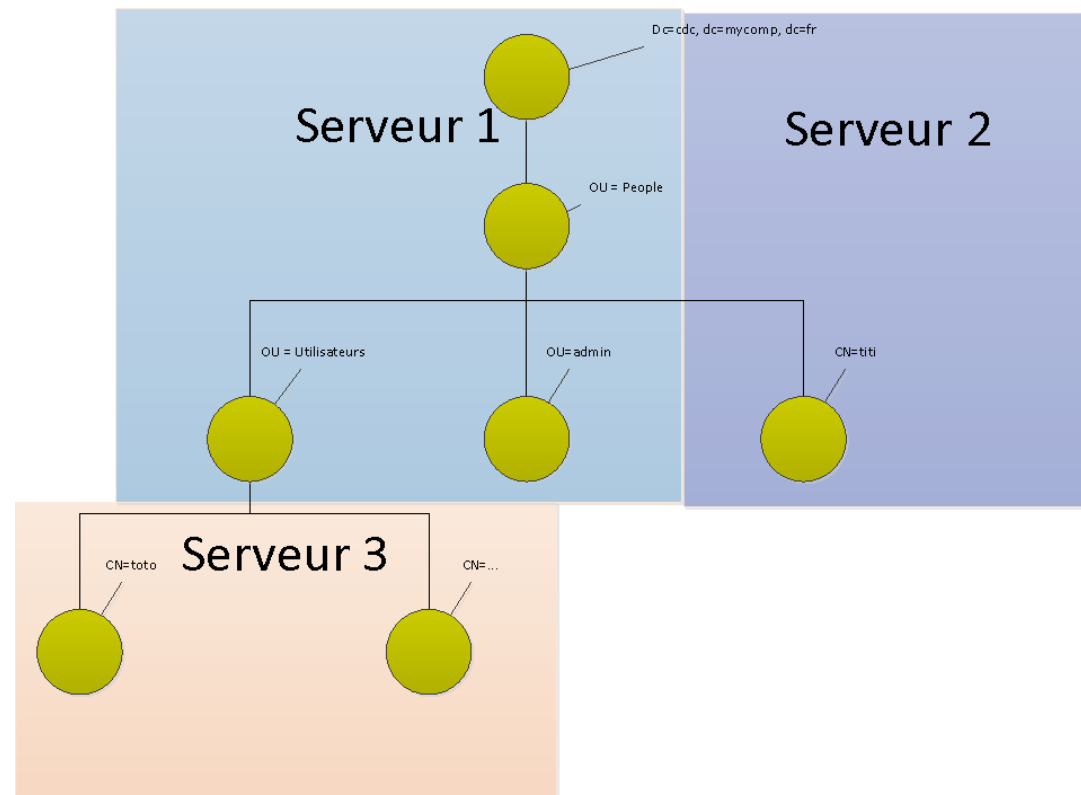 Dc=cdc, dc=mycomp, dc=fr
Serveur 1
Serveur 2
OU = People
OU = Utilisateurs
OU=admin
CN=titi
Serveur 3
CN=toto
CN=...